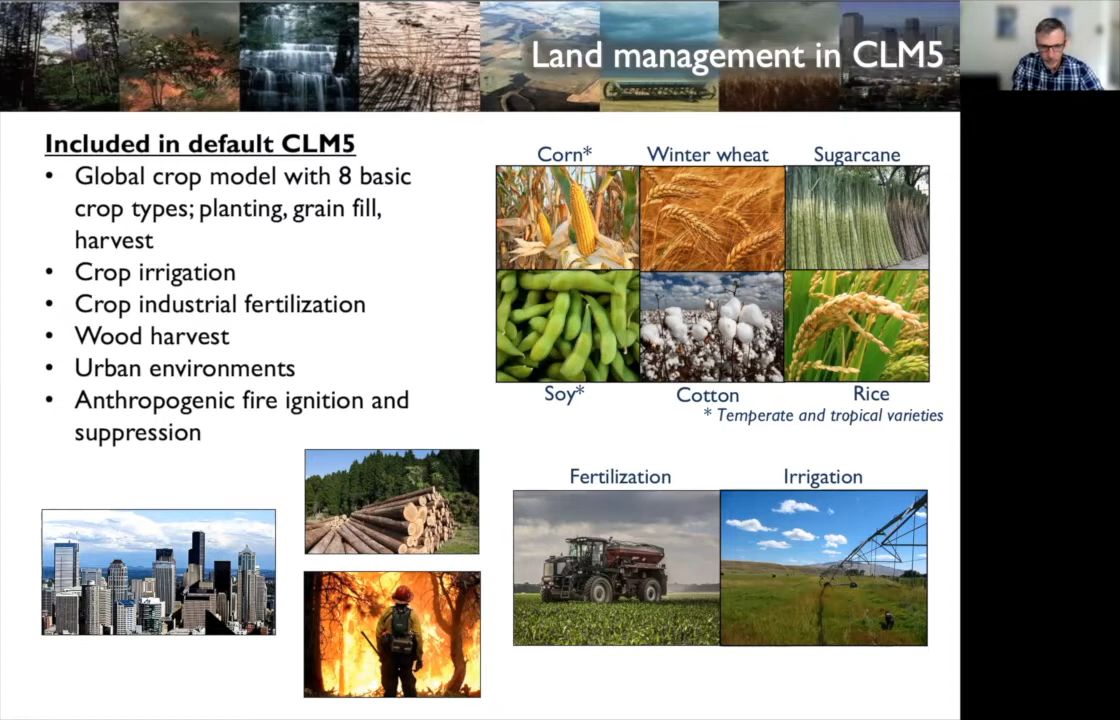 Land management in CLM5
Included in default CLM5
• Global crop model with 8 basic
crop types; planting, grain fill,
harvest
• Crop irrigation
• Crop industrial fertilization
• Wood harvest
• Urban environments
• Anthropogenic fire ignition and
suppression
Corn*
Winter wheat
Sugarcane
Soy*
Cotton
Rice
* Temperate and tropical varieties
Fertilization
Irrigation